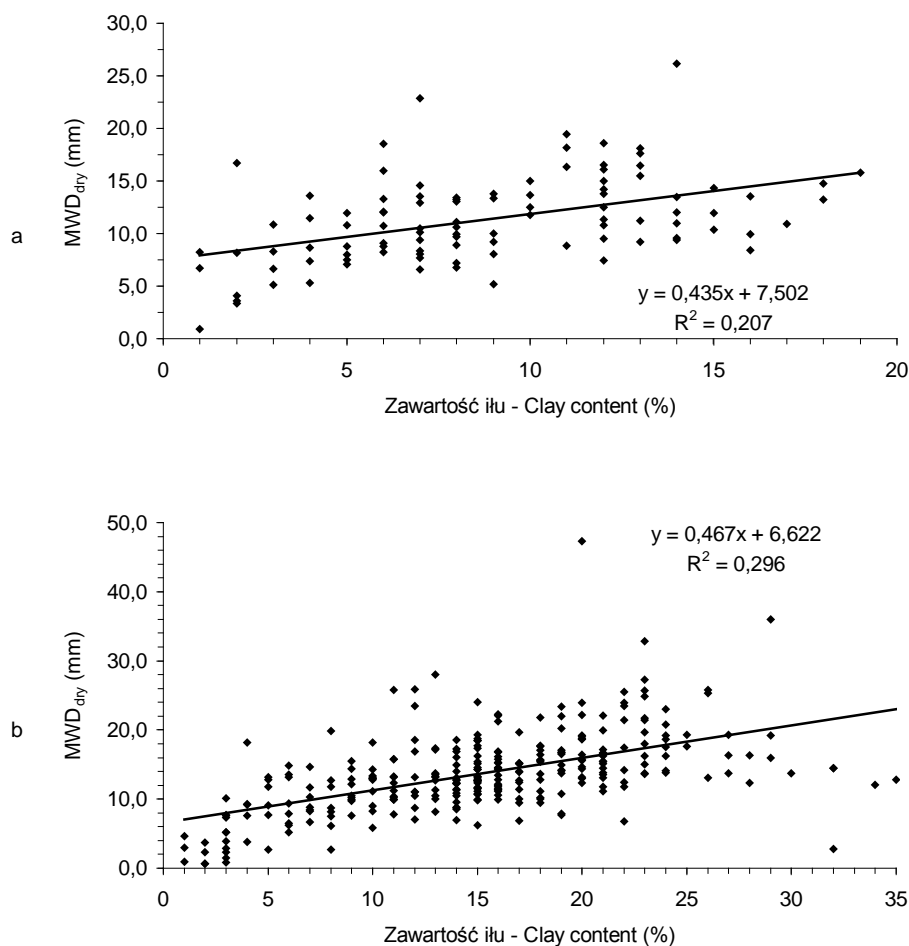 30,0
25,0
20,0
15,0
10,0
5,0
0,0
MWD_dry (mm)
a
y = 0,435x + 7,502
R² = 0,207
0 5 10 15 20
Zawartość iłu - Clay content (%)
50,0
40,0
30,0
20,0
10,0
0,0
MWD_dry (mm)
b
y = 0,467x + 6,622
R² = 0,296
0 5 10 15 20 25 30 35
Zawartość iłu - Clay content (%)